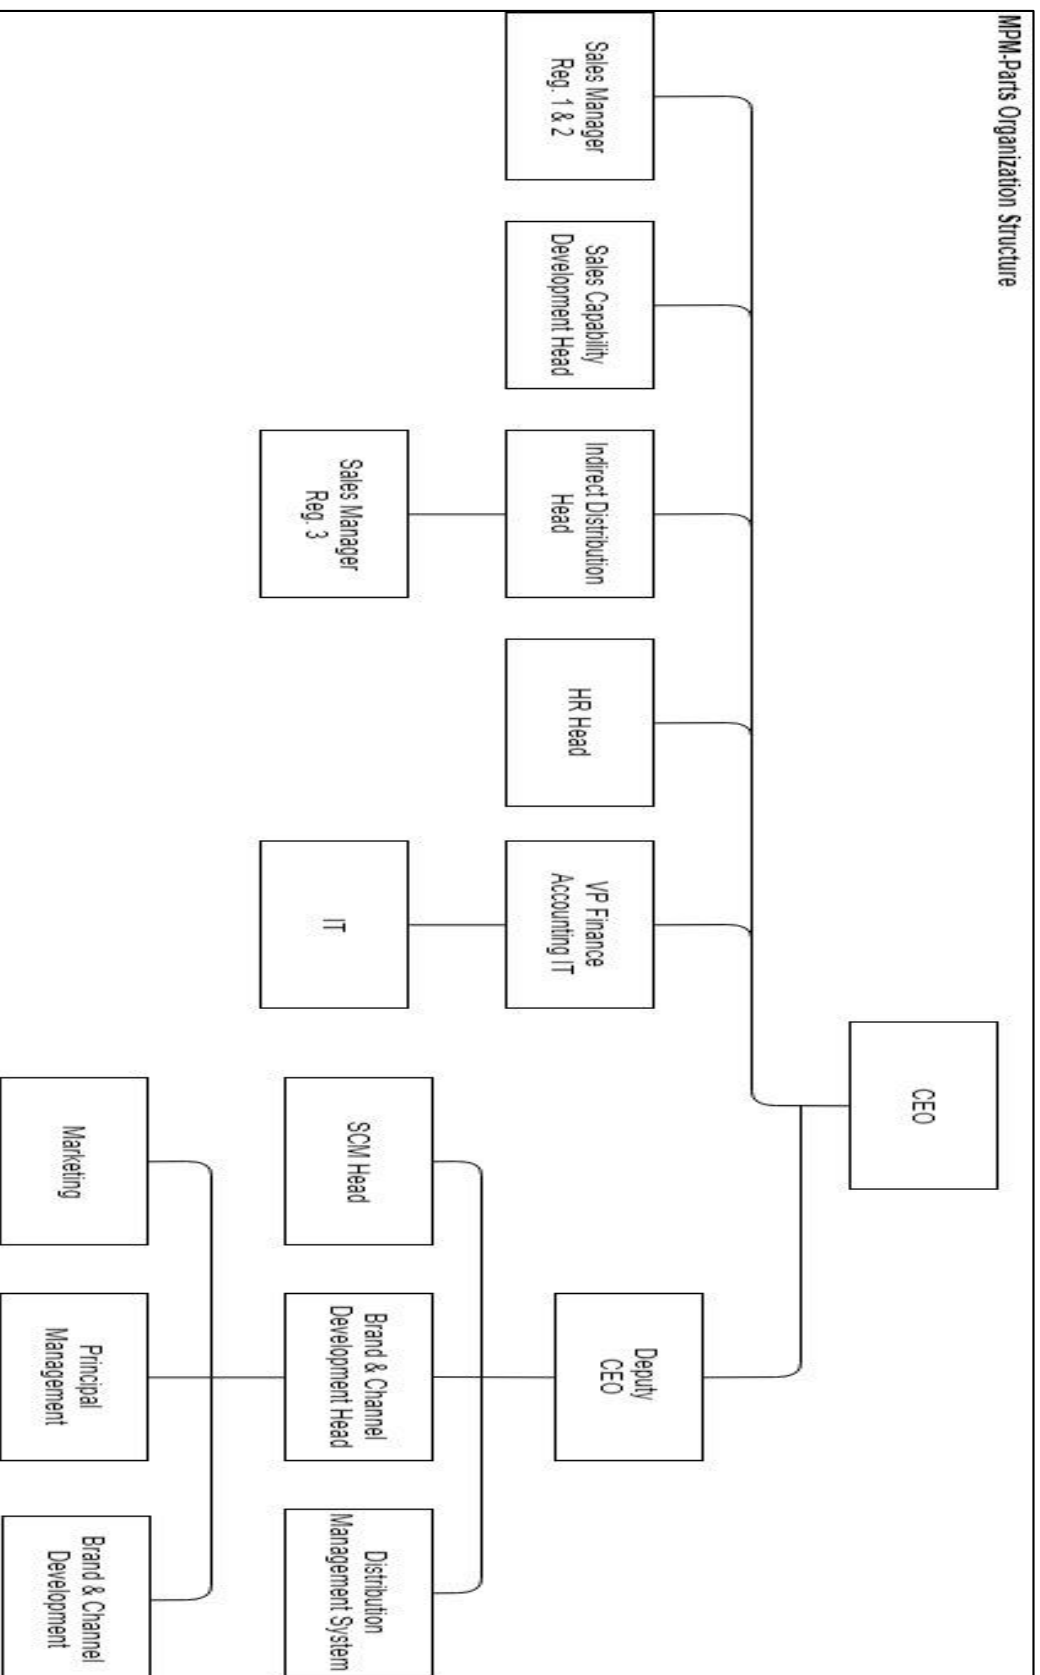 MPM-Parts Organization Structure
CEO
Deputy
CEO
Sales Manager
Reg. 1 & 2
Sales Capability
Development Head
Indirect Distribution
Head
HR Head
VP Finance
Accounting IT
Sales Manager
Reg. 3
IT
SCM Head
Brand & Channel
Development Head
Distribution
Management System
Marketing
Principal
Management
Brand & Channel
Development